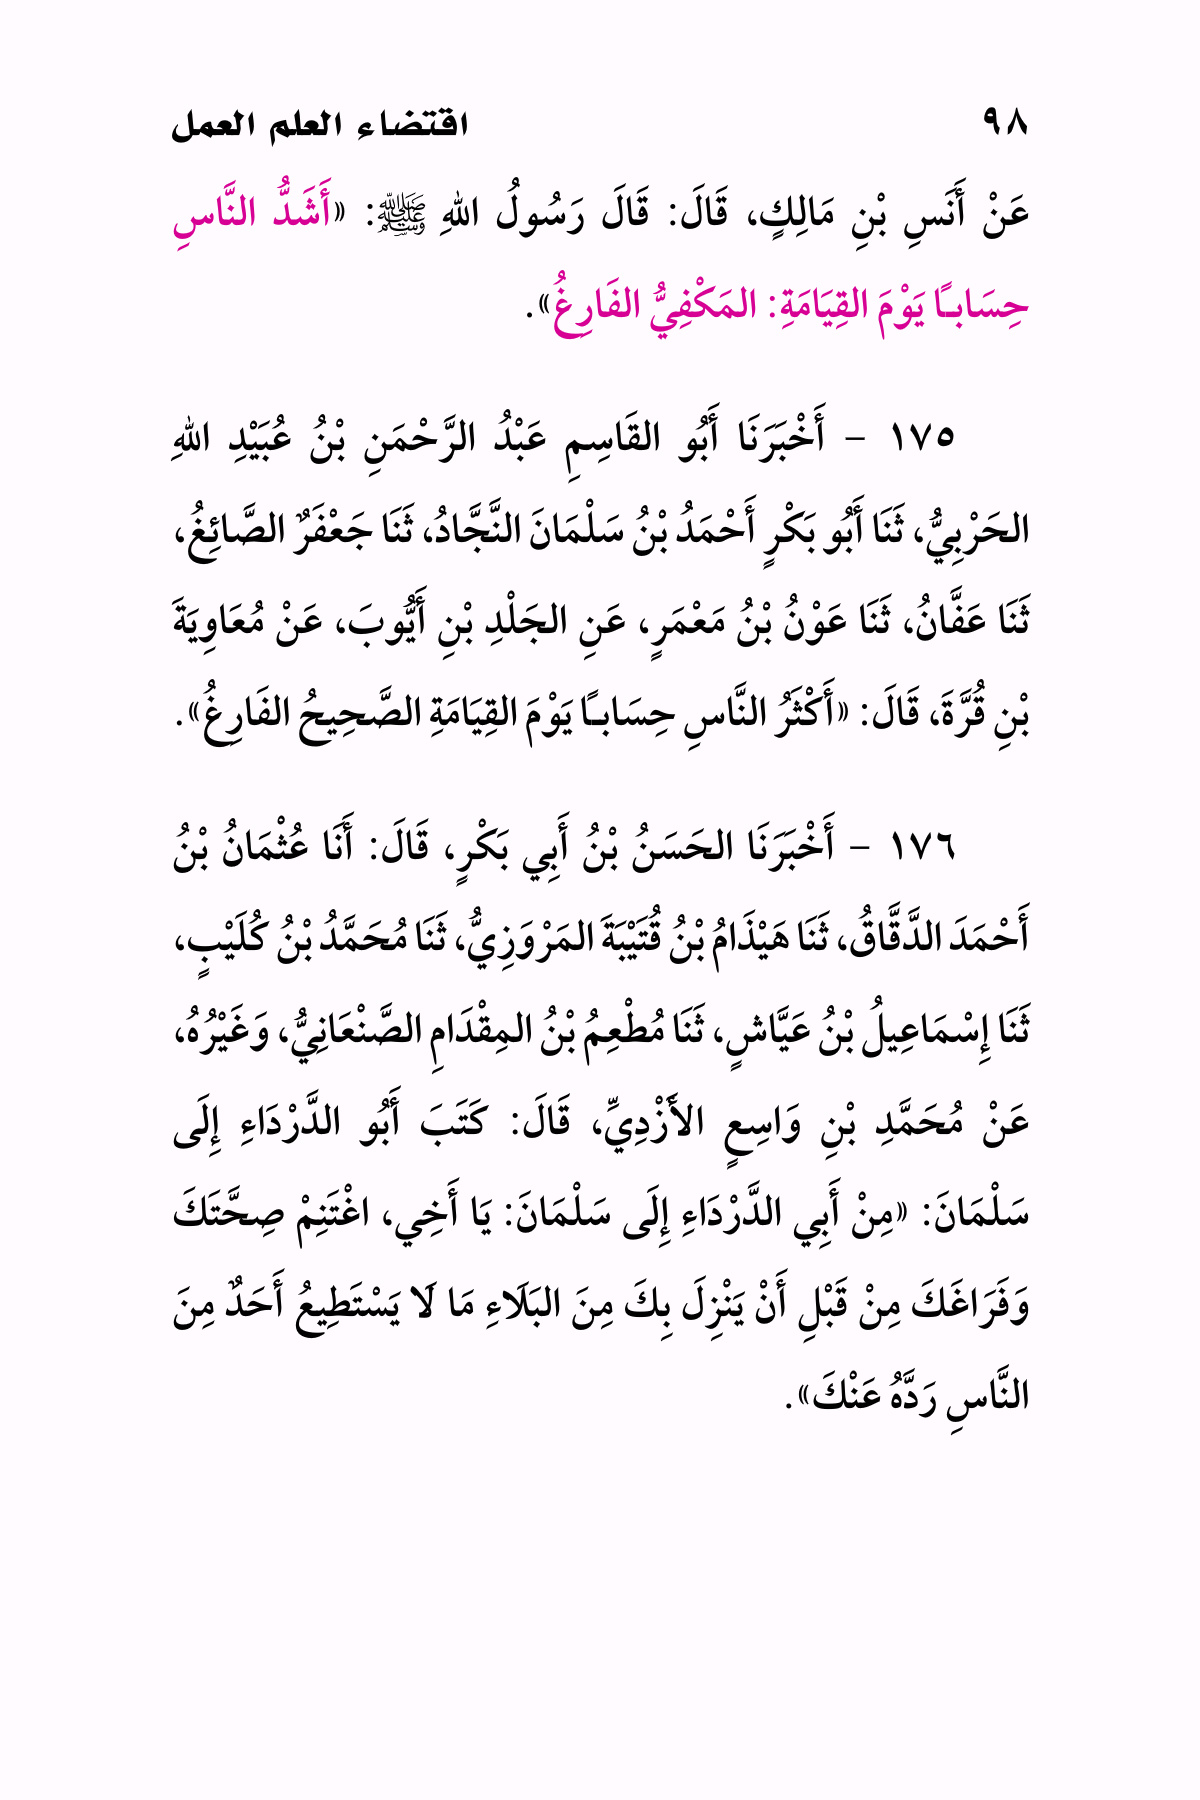 ٩٨ اقتضاء العلم العمل
عَنْ أَنَسِ بْنِ مَالِكٍ، قَالَ: قَالَ رَسُولُ اللهِ ﷺ: «أَشَدُّ النَّاسِ
حِسَابًا يَوْمَ القِيَامَةِ: المَكْفِيُّ الفَارِغُ».
١٧٥ – أَخْبَرَنَا أَبُو القَاسِمِ عَبْدُ الرَّحْمَنِ بْنُ عُبَيْدِ اللهِ
الحَرْبِيُّ، ثَنَا أَبُو بَكْرٍ أَحْمَدُ بْنُ سَلْمَانَ النَّجَّادُ، ثَنَا جَعْفَرٌ الصَّائِغُ،
ثَنَا عَفَّانُ، ثَنَا عَوْنُ بْنُ مَعْمَرٍ، عَنِ الجَلْدِ بْنِ أَيُّوبَ، عَنْ مُعَاوِيَةَ
بْنِ قُرَّةَ، قَالَ: «أَكْثَرُ النَّاسِ حِسَابًا يَوْمَ القِيَامَةِ الصَّحِيحُ الفَارِغُ».
١٧٦ – أَخْبَرَنَا الحَسَنُ بْنُ أَبِي بَكْرٍ، قَالَ: أَنَا عُثْمَانُ بْنُ
أَحْمَدَ الدَّقَّاقُ، ثَنَا هَيْذَامُ بْنُ قُتَيْبَةَ المَرْوَزِيُّ، ثَنَا مُحَمَّدُ بْنُ كُلَيْبٍ،
ثَنَا إِسْمَاعِيلُ بْنُ عَيَّاشٍ، ثَنَا مُطْعِمُ بْنُ المِقْدَامِ الصَّنْعَانِيُّ، وَغَيْرُهُ،
عَنْ مُحَمَّدِ بْنِ وَاسِعٍ الأَزْدِيِّ، قَالَ: كَتَبَ أَبُو الدَّرْدَاءِ إِلَى
سَلْمَانَ: «مِنْ أَبِي الدَّرْدَاءِ إِلَى سَلْمَانَ: يَا أَخِي، اغْتَنِمْ صِحَّتَكَ
وَفَرَاغَكَ مِنْ قَبْلِ أَنْ يَنْزِلَ بِكَ مِنَ البَلَاءِ مَا لَا يَسْتَطِيعُ أَحَدٌ مِنَ
النَّاسِ رَدَّهُ عَنْكَ».